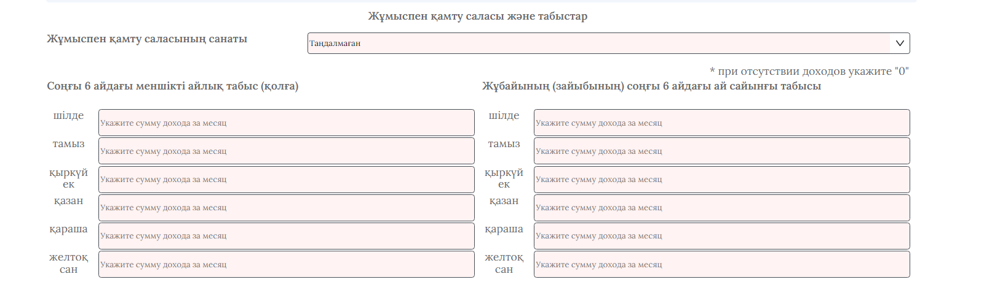 Жұмыспен қамту саласы және табыстар
Жұмыспен қамту саласының санаты
Таңдалмаған
* при отсутствии доходов укажите "0"
Соңғы 6 айдағы меншікті айлық табыс (қолға)
Жұбайының (зайыбының) соңғы 6 айдағы ай сайынғы табысы
шілде
Укажите сумму дохода за месяц
шілде
Укажите сумму дохода за месяц
тамыз
Укажите сумму дохода за месяц
тамыз
Укажите сумму дохода за месяц
қыркүй
ек
Укажите сумму дохода за месяц
қыркүй
ек
Укажите сумму дохода за месяц
қазан
Укажите сумму дохода за месяц
қазан
Укажите сумму дохода за месяц
қараша
Укажите сумму дохода за месяц
қараша
Укажите сумму дохода за месяц
желтоқ
сан
Укажите сумму дохода за месяц
желтоқ
сан
Укажите сумму дохода за месяц